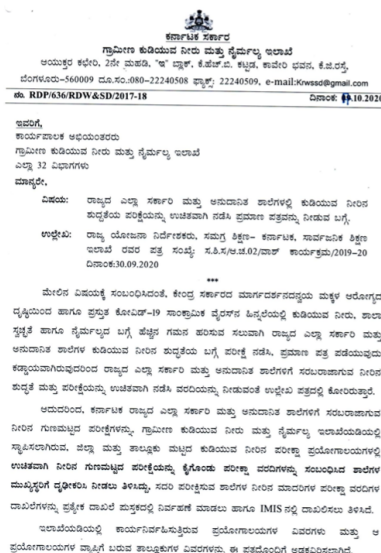 ಕರ್ನಾಟಕ ಸರ್ಕಾರ
ಗ್ರಾಮೀಣ ಕುಡಿಯುವ ನೀರು ಮತ್ತು ನೈರ್ಮಲ್ಯ ಇಲಾಖೆ
ಆಯುಕ್ತರ ಕಛೇರಿ, 2ನೇ ಮಹಡಿ, "ಇ" ಬ್ಲಾಕ್, ಕೆ.ಹೆಚ್.ಬಿ. ಕಟ್ಟಡ, ಕಾವೇರಿ ಭವನ, ಕೆ.ಜಿ.ರಸ್ತೆ,
ಬೆಂಗಳೂರು-560009 ದೂ.ಸಂ.:080-22240508 ಫ್ಯಾಕ್ಸ್: 22240509, e-mail:Krwssd@gmail.com
ನಂ. RDP/636/RDW&SD/2017-18 ದಿನಾಂಕ: .10.2020
ಇವರಿಗೆ,
ಕಾರ್ಯಪಾಲಕ ಅಭಿಯಂತರರು
ಗ್ರಾಮೀಣ ಕುಡಿಯುವ ನೀರು ಮತ್ತು ನೈರ್ಮಲ್ಯ ಇಲಾಖೆ
ಎಲ್ಲಾ 32 ವಿಭಾಗಗಳು
ಮಾನ್ಯರೇ,
ವಿಷಯ: ರಾಜ್ಯದ ಎಲ್ಲಾ ಸರ್ಕಾರಿ ಮತ್ತು ಅನುದಾನಿತ ಶಾಲೆಗಳಲ್ಲಿ ಕುಡಿಯುವ ನೀರಿನ
ಶುದ್ಧತೆಯ ಪರಿಕ್ಷೆಯನ್ನು ಉಚಿತವಾಗಿ ನಡೆಸಿ ಪ್ರಮಾಣ ಪತ್ರವನ್ನು ನೀಡುವ ಬಗ್ಗೆ.
ಉಲ್ಲೇಖ: ರಾಜ್ಯ ಯೋಜನಾ ನಿರ್ದೇಶಕರು, ಸಮಗ್ರ ಶಿಕ್ಷಣ- ಕರ್ನಾಟಕ, ಸಾರ್ವಜನಿಕ ಶಿಕ್ಷಣ
ಇಲಾಖೆ ರವರ ಪತ್ರ ಸಂಖ್ಯೆ: ಸ.ಶಿ.ಸ/ಆ.ಚ.02/ವಾಶ್ ಕಾರ್ಯಕ್ರಮ/2019-20
ದಿನಾಂಕ:30.09.2020
***
ಮೇಲಿನ ವಿಷಯಕ್ಕೆ ಸಂಬಂಧಿಸಿದಂತೆ, ಕೇಂದ್ರ ಸರ್ಕಾರದ ಮಾರ್ಗದರ್ಶನದನ್ವಯ ಮಕ್ಕಳ ಆರೋಗ್ಯದ
ದೃಷ್ಟಿಯಿಂದ ಹಾಗೂ ಪ್ರಸ್ತುತ ಕೋವಿಡ್-19 ಸಾಂಕ್ರಾಮಿಕ ವೈರಸ್‌ನ ಹಿನ್ನಲೆಯಲ್ಲಿ ಕುಡಿಯುವ ನೀರು, ಶಾಲಾ
ಸ್ವಚ್ಛತೆ ಹಾಗೂ ನೈರ್ಮಲ್ಯದ ಬಗ್ಗೆ ಹೆಚ್ಚಿನ ಗಮನ ಹರಿಸುವ ಸಲುವಾಗಿ ರಾಜ್ಯದ ಎಲ್ಲಾ ಸರ್ಕಾರಿ ಮತ್ತು
ಅನುದಾನಿತ ಶಾಲೆಗಳ ಕುಡಿಯುವ ನೀರಿನ ಶುದ್ಧತೆಯ ಬಗ್ಗೆ ಪರೀಕ್ಷೆ ನಡೆಸಿ, ಪ್ರಮಾಣ ಪತ್ರ ಪಡೆಯುವುದು
ಕಡ್ಡಾಯವಾಗಿರುವುದರಿಂದ ಎಲ್ಲಾ ಸರ್ಕಾರಿ ಮತ್ತು ಅನುದಾನಿತ ಶಾಲೆಗಳಿಗೆ ಸರಬರಾಜಾಗುವ ನೀರಿನ
ಶುದ್ಧತೆ ಮತ್ತು ಪರೀಕ್ಷೆಯನ್ನು ಉಚಿತವಾಗಿ ನಡೆಸಿ ವರದಿಯನ್ನು ನೀಡುವಂತೆ ಉಲ್ಲೇಖ ಪತ್ರದಲ್ಲಿ ಕೋರಿರುತ್ತಾರೆ.
ಆದುದರಿಂದ, ಕರ್ನಾಟಕ ರಾಜ್ಯದ ಎಲ್ಲಾ ಸರ್ಕಾರಿ ಮತ್ತು ಅನುದಾನಿತ ಶಾಲೆಗಳಿಗೆ ಸರಬರಾಜಾಗುವ
ನೀರಿನ ಗುಣಮಟ್ಟದ ಪರೀಕ್ಷೆಗಳನ್ನು, ಗ್ರಾಮೀಣ ಕುಡಿಯುವ ನೀರು ಮತ್ತು ನೈರ್ಮಲ್ಯ ಇಲಾಖೆಯಡಿಯಲ್ಲಿ
ಸ್ಥಾಪಿಸಲಾಗಿರುವ, ಜಿಲ್ಲಾ ಮತ್ತು ತಾಲ್ಲೂಕು ಮಟ್ಟದ ಕುಡಿಯುವ ನೀರಿನ ಪರೀಕ್ಷಾ ಪ್ರಯೋಗಾಲಯಗಳಲ್ಲಿ
ಉಚಿತವಾಗಿ ನೀರಿನ ಗುಣಮಟ್ಟದ ಪರೀಕ್ಷೆಯನ್ನು ಕೈಗೊಂಡು ಪರೀಕ್ಷಾ ವರದಿಗಳನ್ನು ಸಂಬಂಧಿಸಿದ ಶಾಲೆಗಳ
ಮುಖ್ಯಸ್ಥರಿಗೆ ದೃಢೀಕರಿಸಿ ನೀಡಲು ತಿಳಿಸಿದ್ದು, ಸದರಿ ಪರೀಕ್ಷಿಸುವ ಶಾಲೆಗಳ ನೀರಿನ ಮಾದರಿಗಳ ಪರೀಕ್ಷಾ ವರದಿಗಳ
ದಾಖಲೆಗಳನ್ನು ಪ್ರತ್ಯೇಕ ದಾಖಲೆ ಪುಸ್ತಕದಲ್ಲಿ ನಿರ್ವಹಣೆ ಮಾಡಲು ಹಾಗೂ IMIS ನಲ್ಲಿ ದಾಖಲಿಸಲು ತಿಳಿಸಿದೆ.
ಇಲಾಖೆಯಡಿಯಲ್ಲಿ ಕಾರ್ಯನಿರ್ವಹಿಸುತ್ತಿರುವ ಪ್ರಯೋಗಾಲಯಗಳ ವಿವರಗಳು ಮತ್ತು ಆ
ಪ್ರಯೋಗಾಲಯಗಳ ವ್ಯಾಪ್ತಿಗೆ ಬರುವ ತಾಲ್ಲೂಕುಗಳ ವಿವರಗಳನ್ನು ಈ ಪತ್ರದೊಂದಿಗೆ ಅಡಕವಿರಿಸಲಾಗಿದೆ.